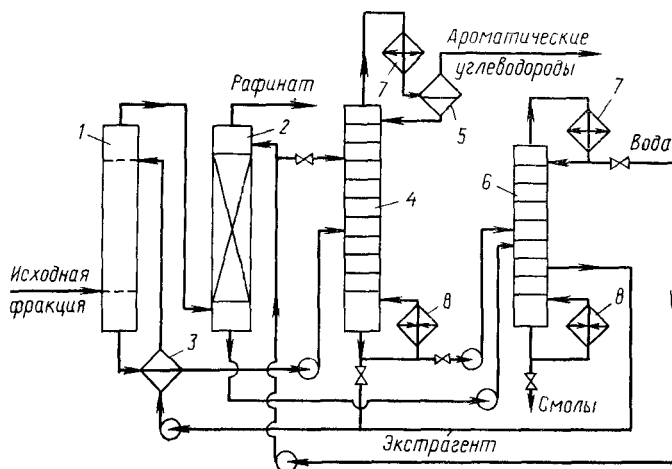 Ароматические
углеводороды
7
Рафинат
5
7
1
2
Вода
4
6
Исходная
фракция
3
8
8
Смолы
Экстрагент